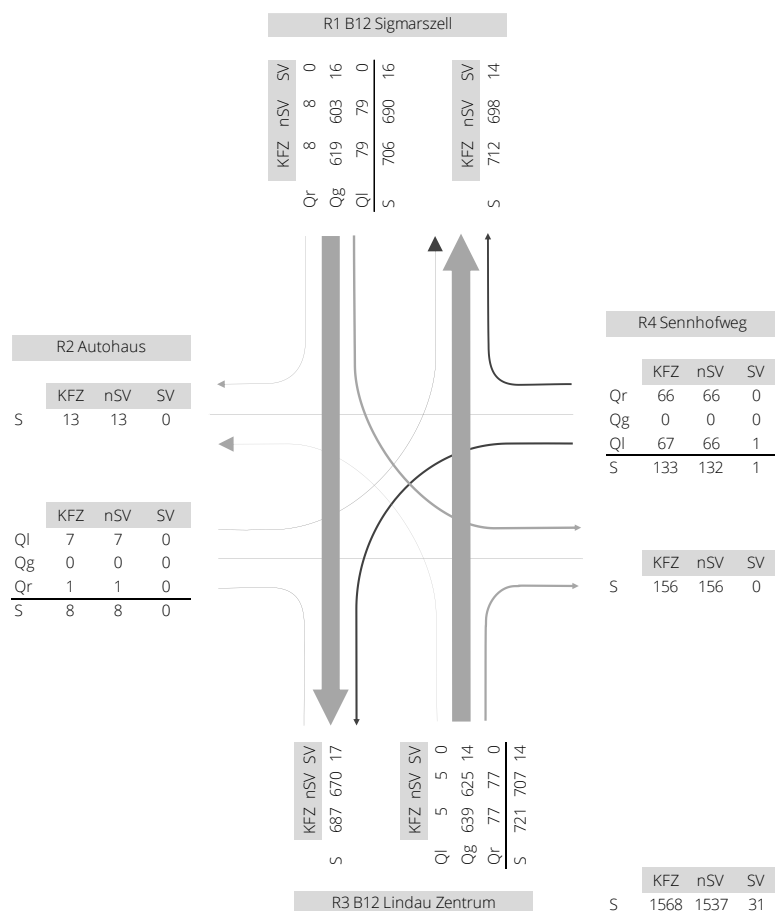 R1 B12 Sigmarszell
KFZ nSV SV
Qr 8 8 0
Qg 619 603 16
Ql 79 79 0
S 706 690 16
KFZ nSV SV
S 712 698 14
R2 Autohaus
KFZ nSV SV
S 13 13 0
KFZ nSV SV
Ql 7 7 0
Qg 0 0 0
Qr 1 1 0
S 8 8 0
R4 Sennhofweg
KFZ nSV SV
Qr 66 66 0
Qg 0 0 0
Ql 67 66 1
S 133 132 1
KFZ nSV SV
S 156 156 0
KFZ nSV SV
S 687 670 17
KFZ nSV SV
Ql 5 5 0
Qg 639 625 14
Qr 77 77 0
S 721 707 14
R3 B12 Lindau Zentrum
KFZ nSV SV
S 1568 1537 31